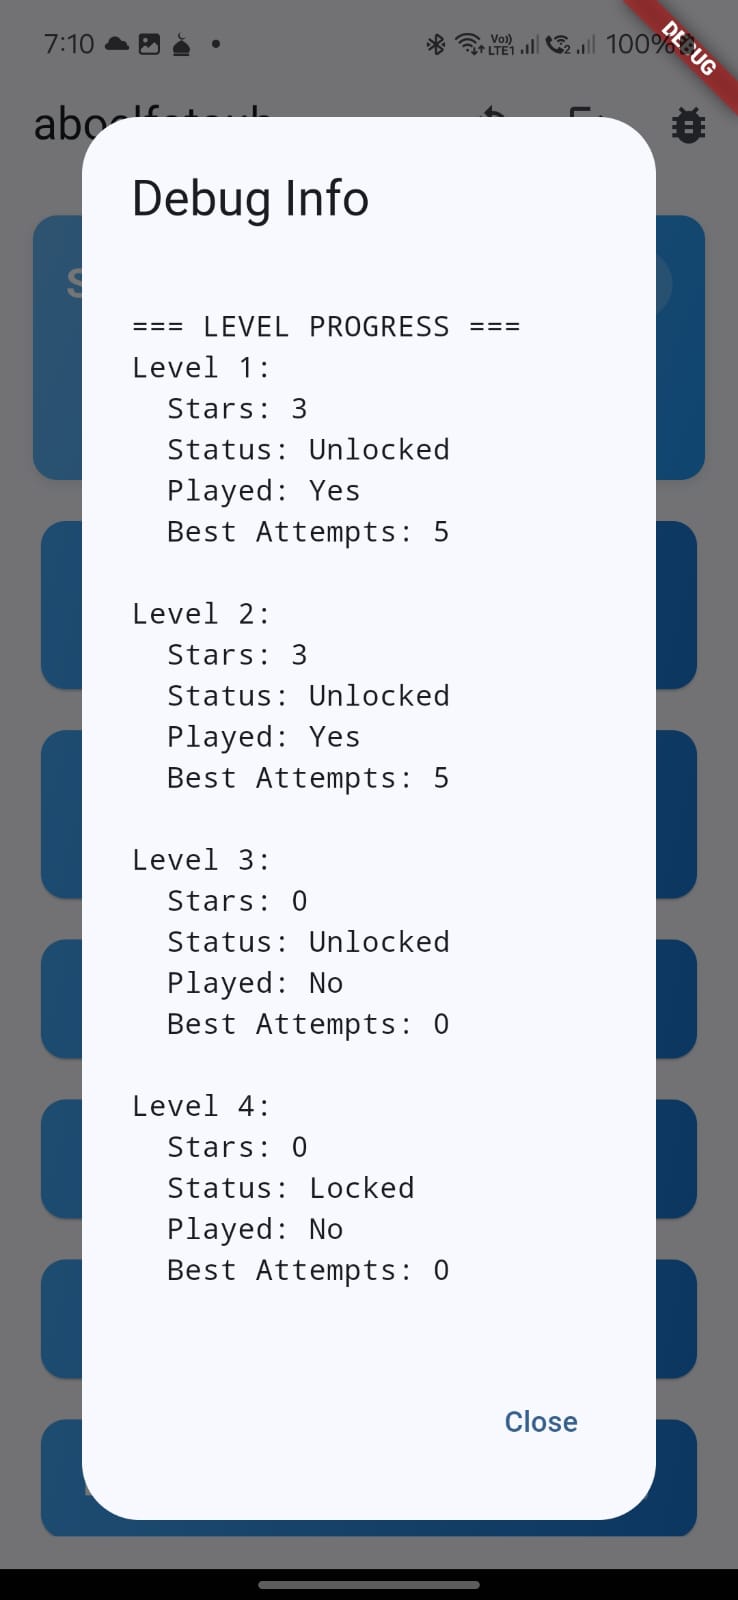 7:10
Vo))
LTE1
2
100%
DEBUG
Debug Info
=== LEVEL PROGRESS ===
Level 1:
Stars: 3
Status: Unlocked
Played: Yes
Best Attempts: 5
Level 2:
Stars: 3
Status: Unlocked
Played: Yes
Best Attempts: 5
Level 3:
Stars: 0
Status: Unlocked
Played: No
Best Attempts: 0
Level 4:
Stars: 0
Status: Locked
Played: No
Best Attempts: 0
Close